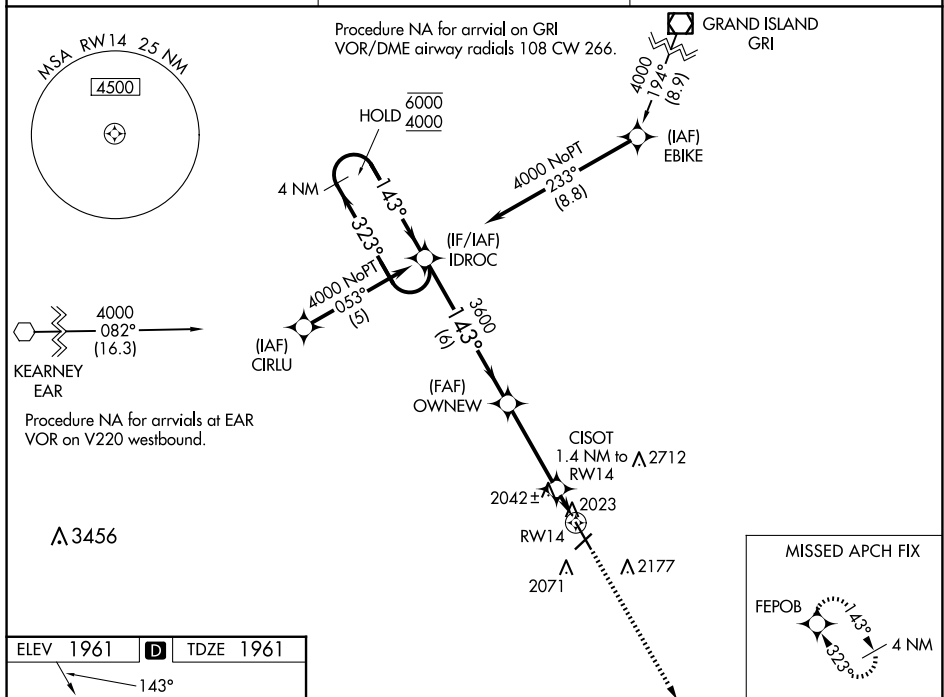 MSA RW14 25 NM
4500
Procedure NA for arrvial on GRI
VOR/DME airway radials 108 CW 266.
GRAND ISLAND
GRI
4000
194°
(8.9)
HOLD
6000
4000
(IAF)
EBIKE
4 NM
143°
323°
4000 NoPT
233°
(8.8)
(IF/IAF)
IDROC
4000 NoPT
053°
(5)
(IAF)
CIRLU
4000
082°
(16.3)
KEARNEY
EAR
3600
143°
(6)
Procedure NA for arrvials at EAR
VOR on V220 westbound.
(FAF)
OWNEW
CISOT
1.4 NM to
RW14
2712
2042±
2023
RW14
3456
2071
2177
MISSED APCH FIX
FEPOB
143°
323°
4 NM
ELEV 1961 D TDZE 1961
143°